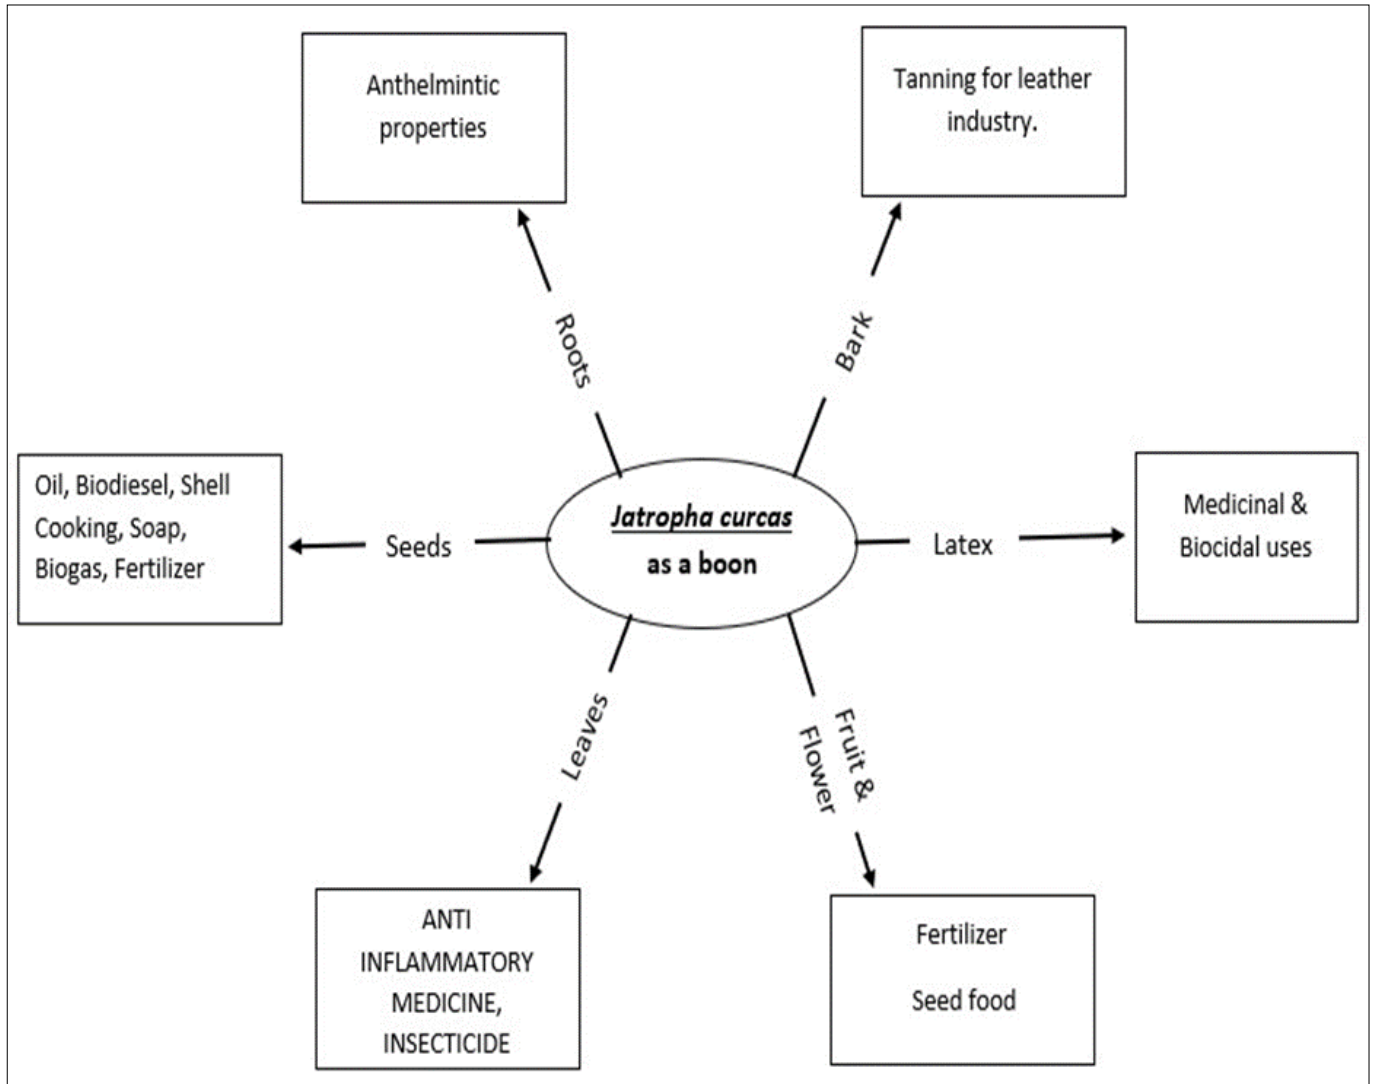 Anthelmintic
properties
Tanning for leather
industry.
Roots
Bark
Oil, Biodiesel, Shell
Cooking, Soap,
Biogas, Fertilizer
Seeds
Jatropha curcas
as a boon
Latex
Medicinal &
Biocidal uses
Leaves
Fruit &
Flower
ANTI
INFLAMMATORY
MEDICINE,
INSECTICIDE
Fertilizer
Seed food